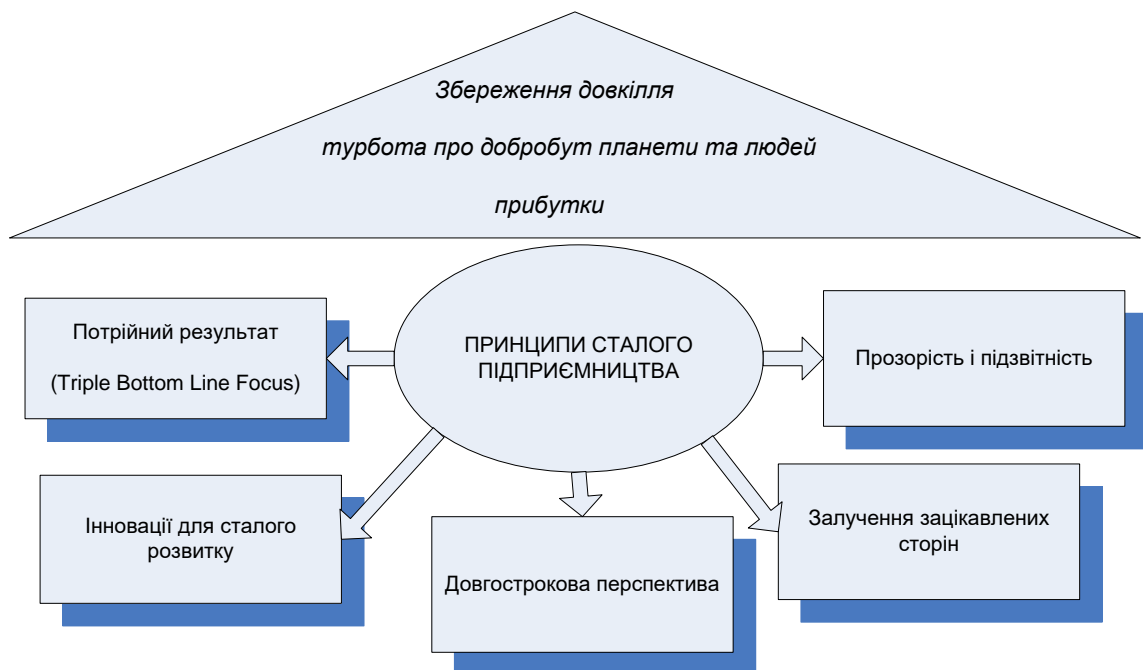 Збереження довкілля
турбота про добробут планети та людей
прибутки
ПРИНЦИПИ СТАЛОГО
ПІДПРИЄМНИЦТВА
Потрійний результат
(Triple Bottom Line Focus)
Прозорість і підзвітність
Інновації для сталого
розвитку
Довгострокова перспектива
Залучення зацікавлених
сторін